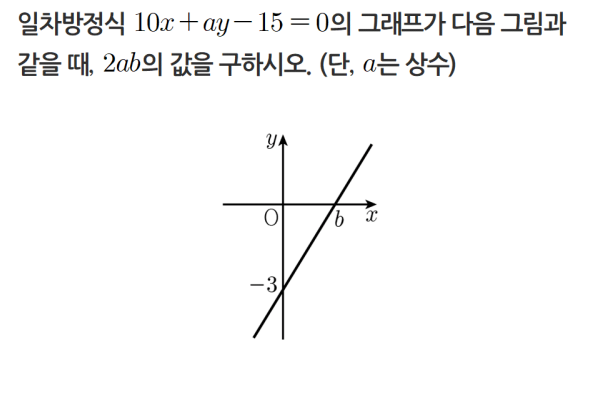 일차방정식 10x+ay−15=0의 그래프가 다음 그림과
같을 때, 2ab의 값을 구하시오. (단, a는 상수)
y
O b x
−3